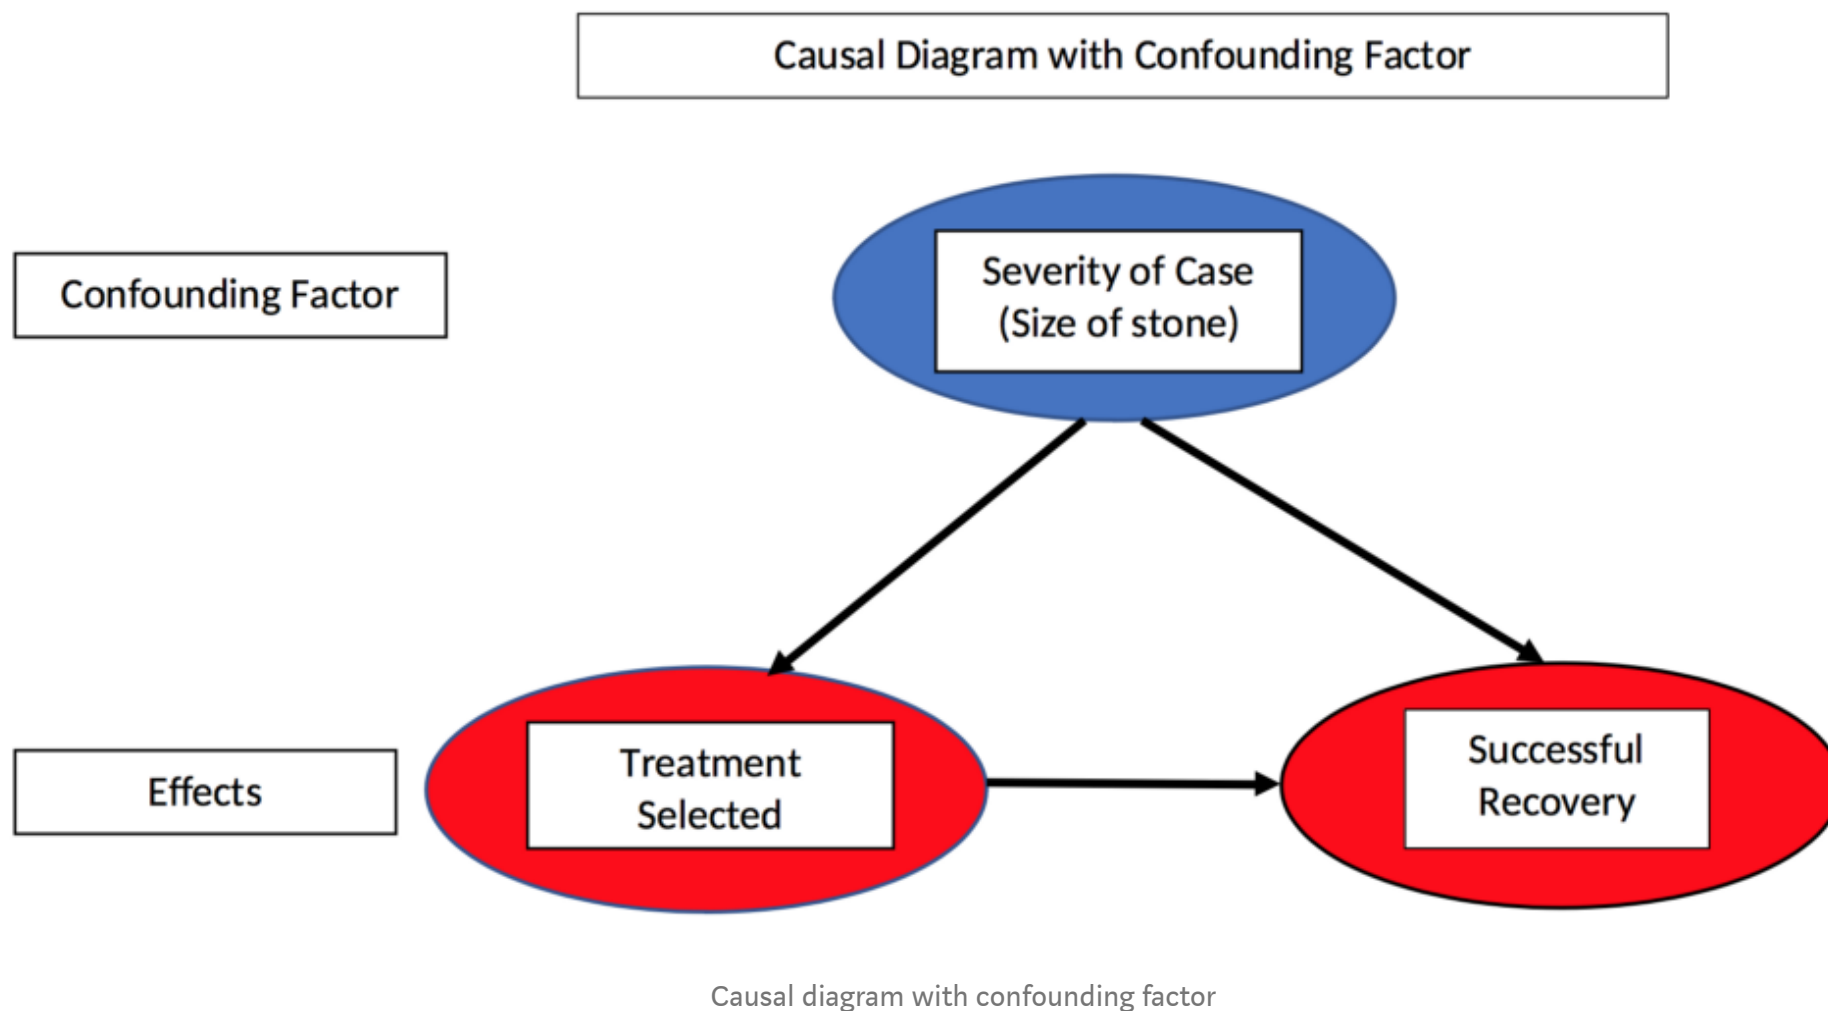 Causal Diagram with Confounding Factor
Confounding Factor
Severity of Case
(Size of stone)
Effects
Treatment
Selected
Successful
Recovery
Causal diagram with confounding factor